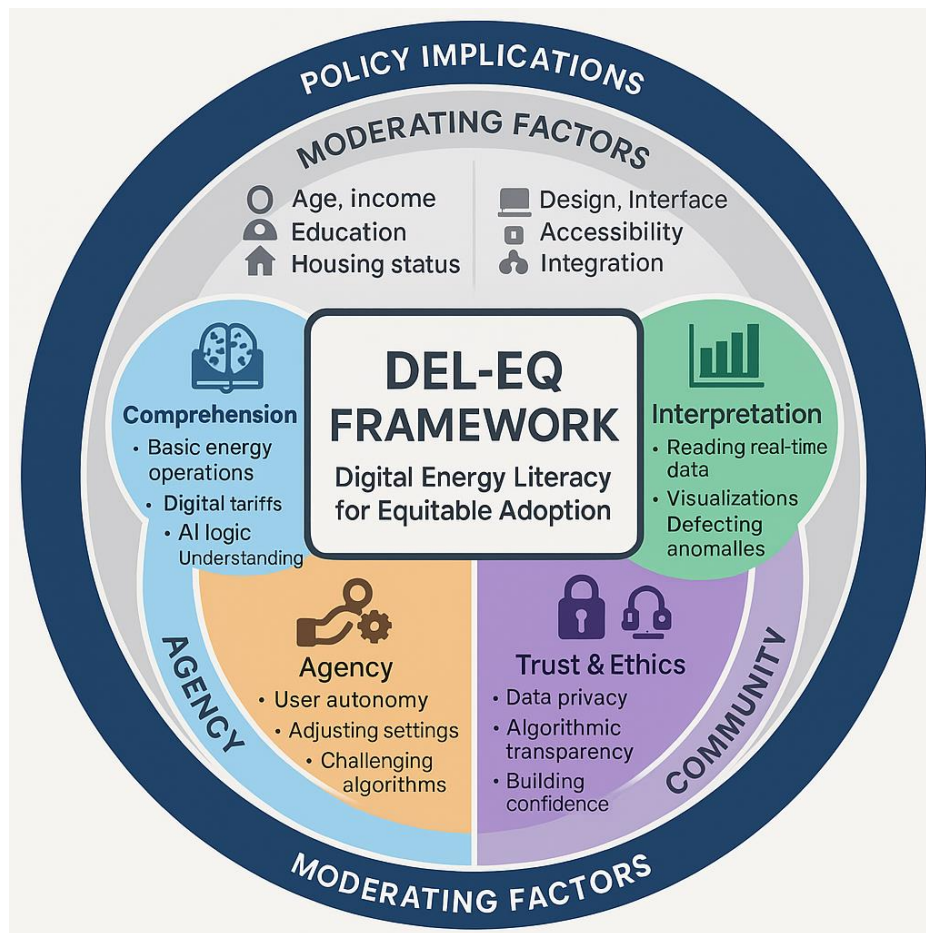 POLICY IMPLICATIONS
MODERATING FACTORS
Age, income
Education
Housing status
Design, Interface
Accessibility
Integration
DEL-EQ
FRAMEWORK
Digital Energy Literacy
for Equitable Adoption
Comprehension
• Basic energy
operations
• Digital tariffs
• AI logic
Understanding
Interpretation
• Reading real-time
data
• Visualizations
Defecting
anomalles
AGENCY
Agency
• User autonomy
• Adjusting settings
• Challenging
algorithms
Trust & Ethics
• Data privacy
• Algorithmic
transparency
• Building
confidence
COMMUNITY
MODERATING FACTORS